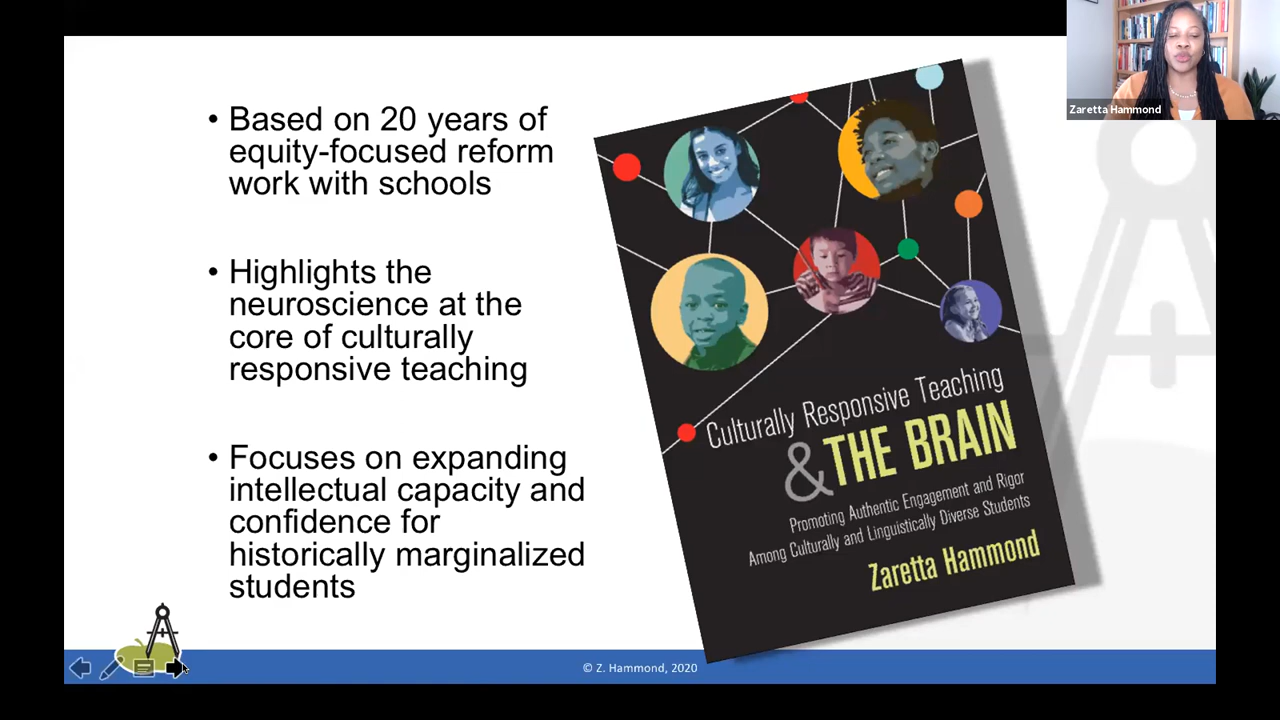 • Based on 20 years of
equity-focused reform
work with schools
• Highlights the
neuroscience at the
core of culturally
responsive teaching
• Focuses on expanding
intellectual capacity and
confidence for
historically marginalized
students
Culturally Responsive Teaching
& THE BRAIN
Promoting Authentic Engagement and Rigor
Among Culturally and Linguistically Diverse Students
Zaretta Hammond
Zaretta Hammond
© Z. Hammond, 2020